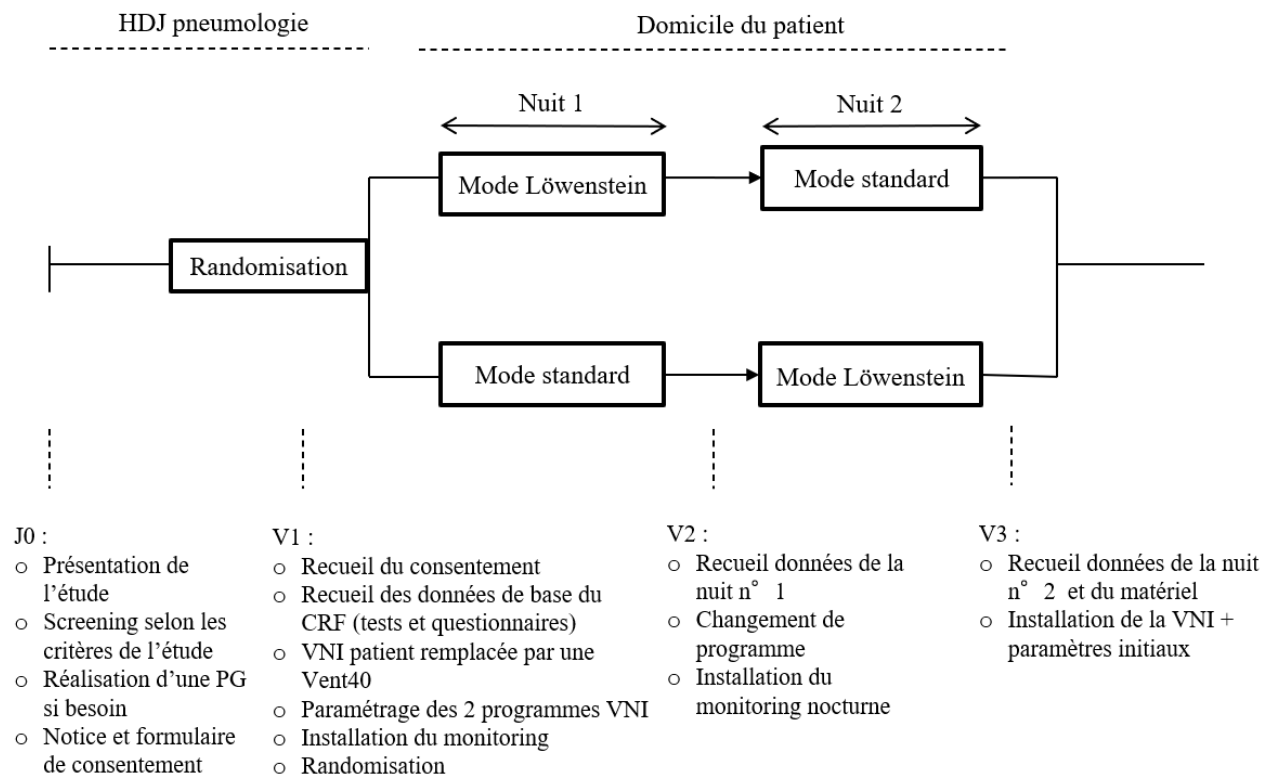 HDJ pneumologie
Domicile du patient
Nuit 1
Nuit 2
Mode Löwenstein
Mode standard
Randomisation
Mode standard
Mode Löwenstein
J0 :
o Présentation de
l’étude
o Screening selon les
critères de l’étude
o Réalisation d’une PG
si besoin
o Notice et formulaire
de consentement
V1 :
o Recueil du consentement
o Recueil des données de base du
CRF (tests et questionnaires)
o VNI patient remplacée par une
Vent40
o Paramétrage des 2 programmes VNI
o Installation du monitoring
o Randomisation
V2 :
o Recueil données de la
nuit n° 1
o Changement de
programme
o Installation du
monitoring nocturne
V3 :
o Recueil données de la nuit
n° 2 et du matériel
o Installation de la VNI +
paramètres initiaux